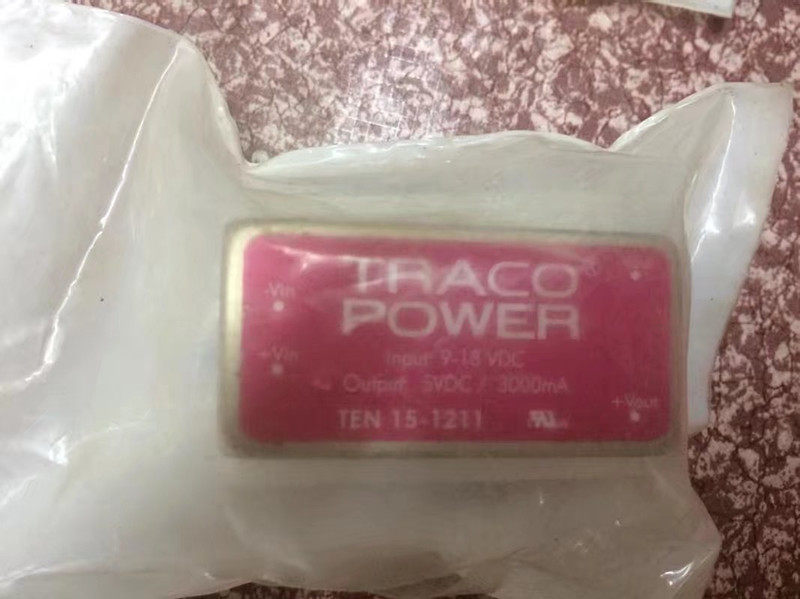 TRACO
POWER
-Vin
+Vin
Input 9-18 VDC
Output 5VDC / 3000mA
+Vout
TEN 15-1211